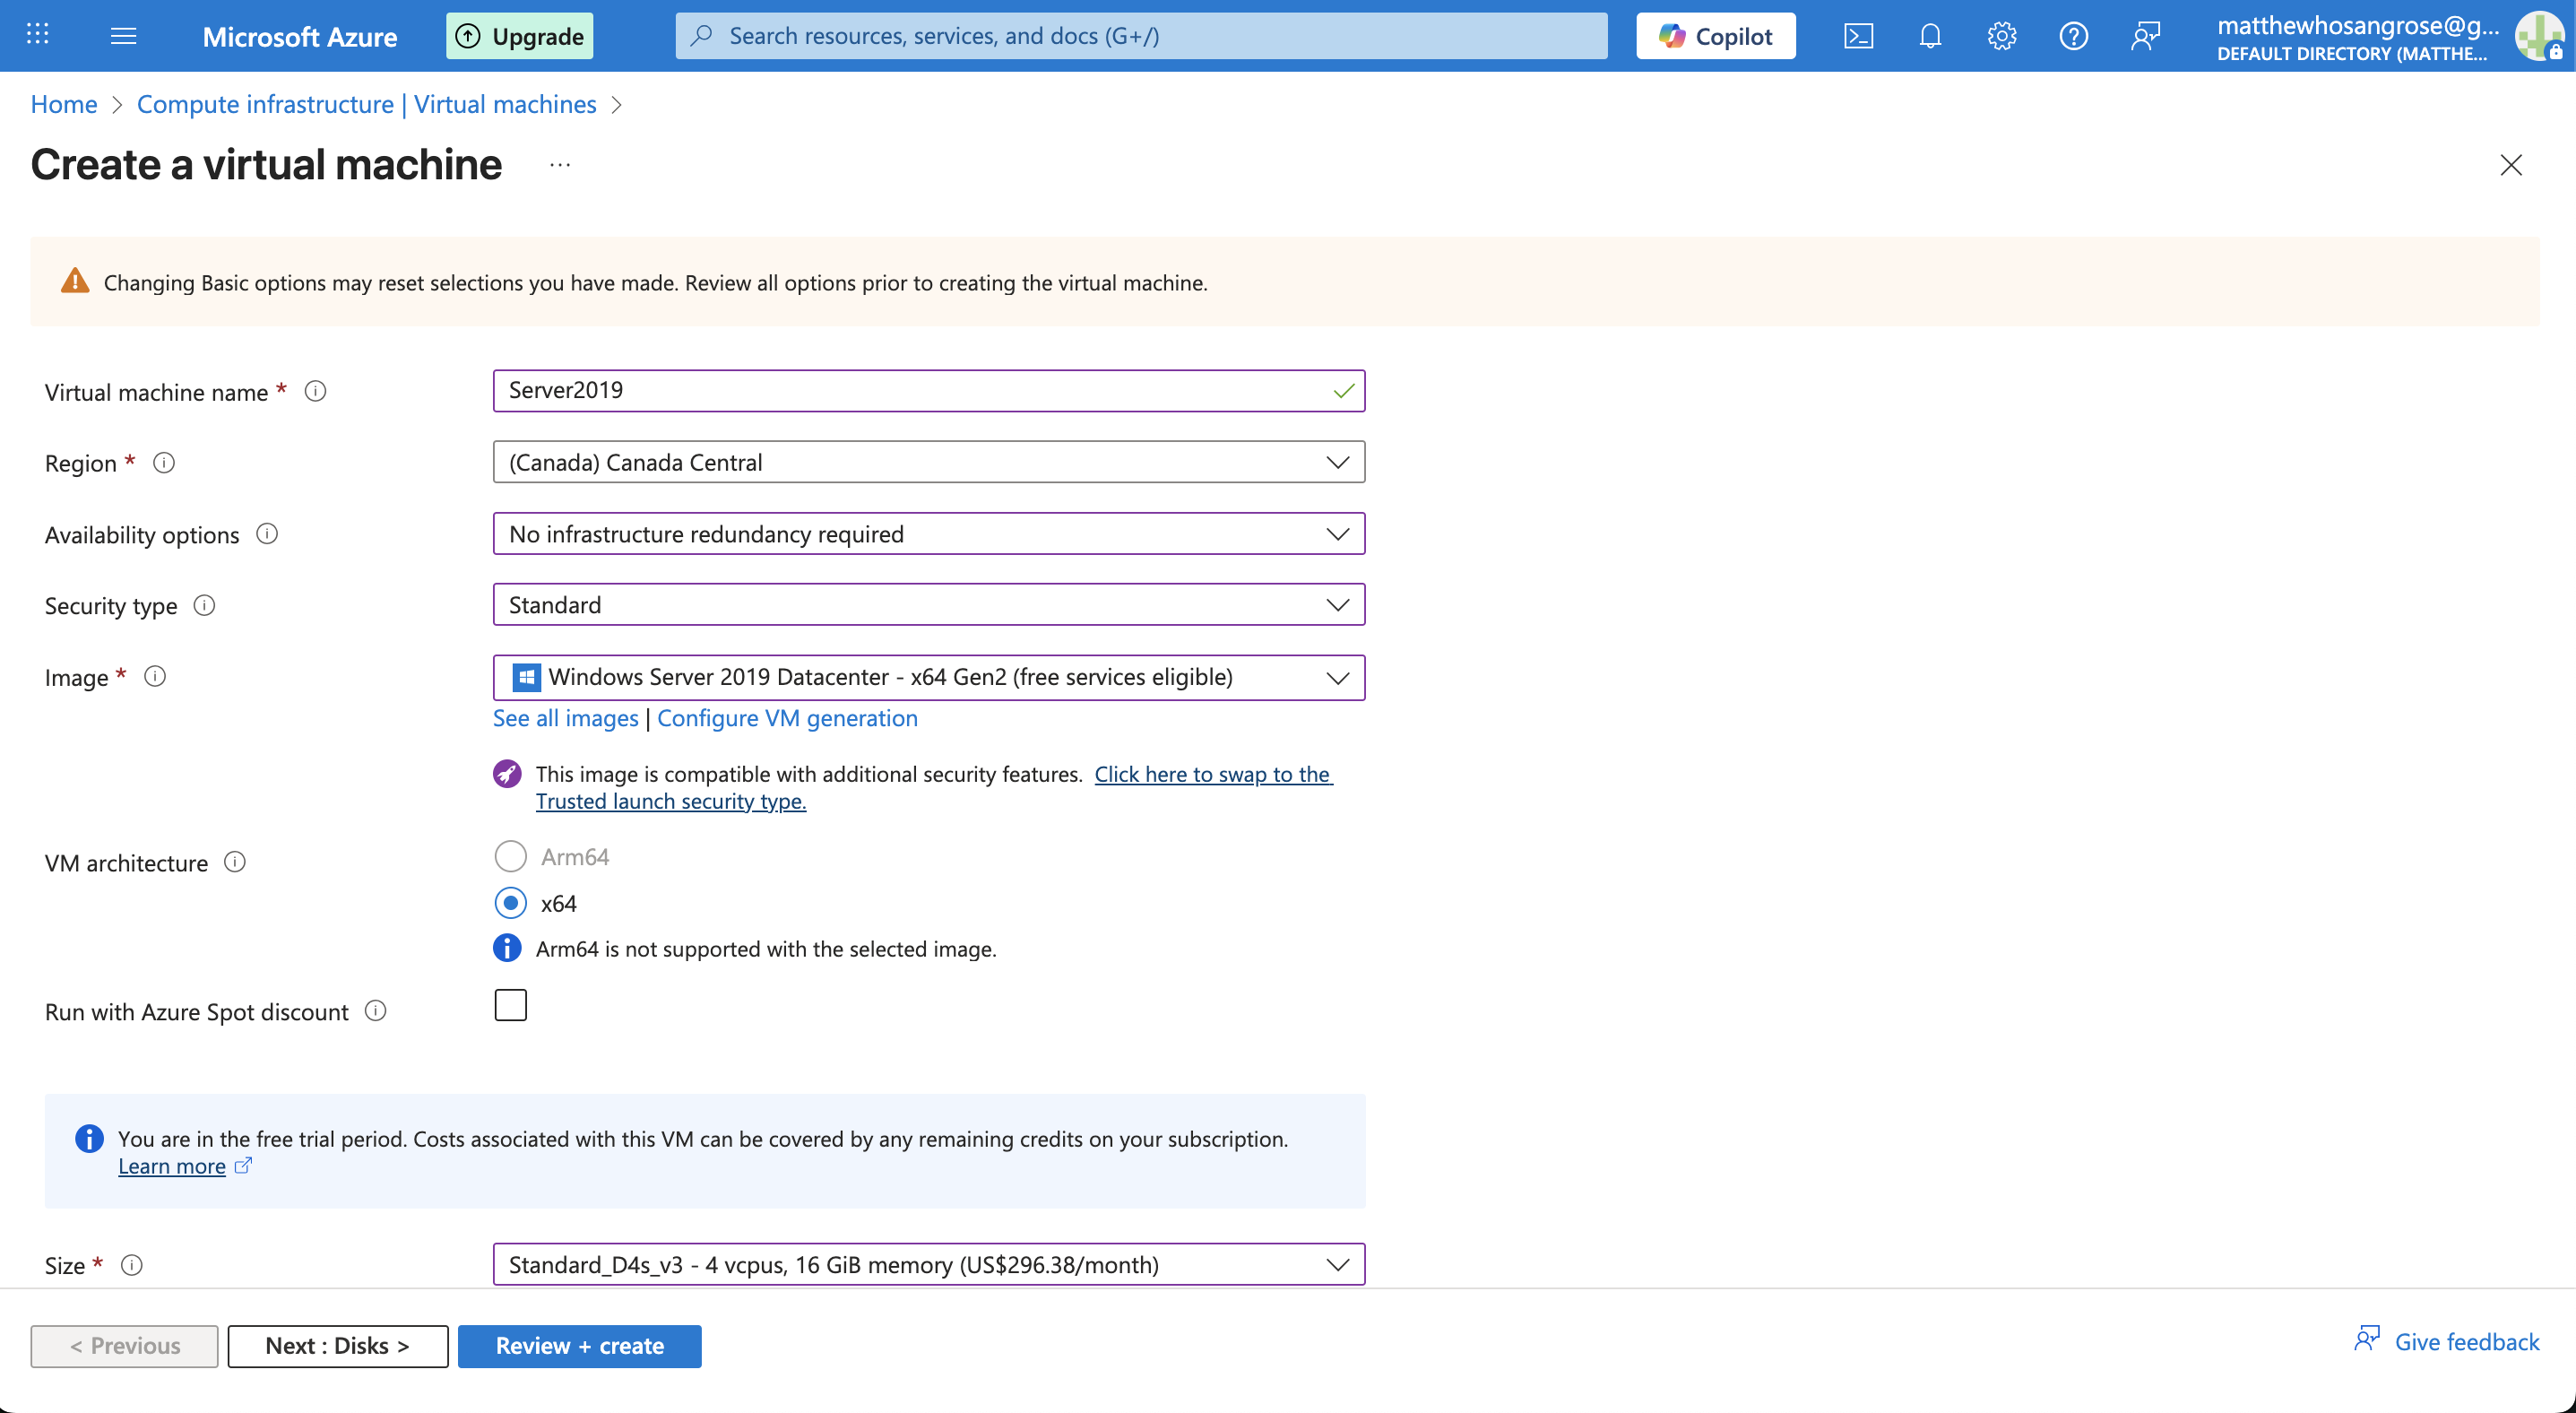 Microsoft Azure
Upgrade
Search resources, services, and docs (G+/)
Copilot
matthewhosangrose@g...
DEFAULT DIRECTORY (MATTHE...
Home > Compute infrastructure | Virtual machines >
Create a virtual machine ...
Changing Basic options may reset selections you have made. Review all options prior to creating the virtual machine.
Virtual machine name * Server2019
Region * (Canada) Canada Central
Availability options No infrastructure redundancy required
Security type Standard
Image * Windows Server 2019 Datacenter - x64 Gen2 (free services eligible)
See all images | Configure VM generation
This image is compatible with additional security features. Click here to swap to the
Trusted launch security type.
VM architecture Arm64
x64
Arm64 is not supported with the selected image.
Run with Azure Spot discount
You are in the free trial period. Costs associated with this VM can be covered by any remaining credits on your subscription.
Learn more
Size * Standard_D4s_v3 - 4 vcpus, 16 GiB memory (US$296.38/month)
< Previous
Next : Disks >
Review + create
Give feedback